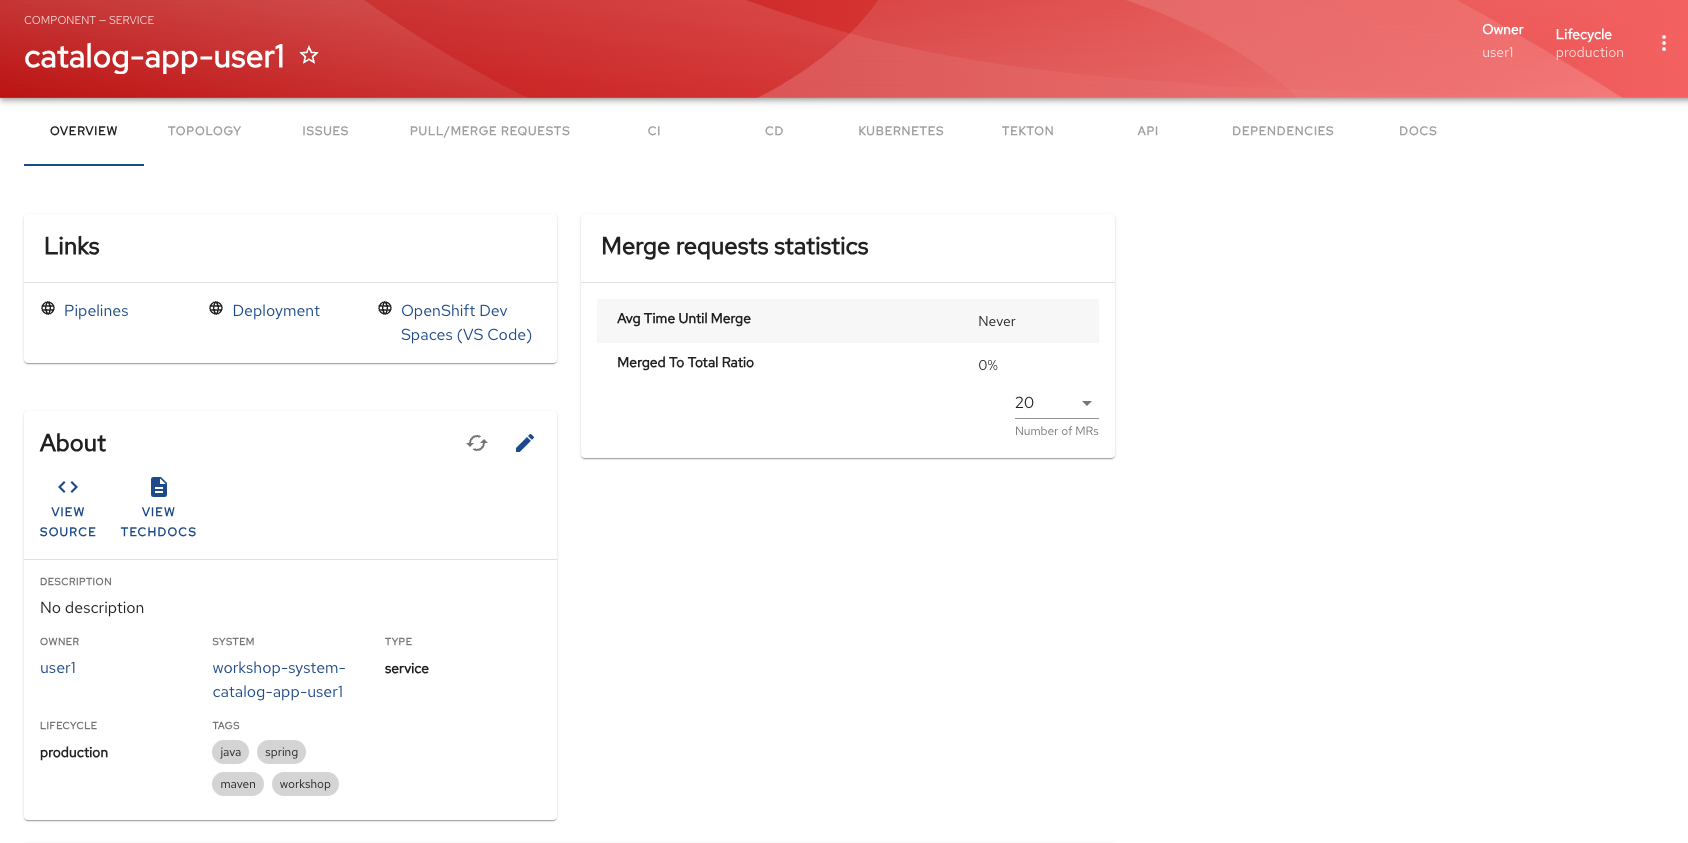 COMPONENT — SERVICE
catalog-app-user1
Owner
user1
Lifecycle
production
OVERVIEW
TOPOLOGY
ISSUES
PULL/MERGE REQUESTS
CI
CD
KUBERNETES
TEKTON
API
DEPENDENCIES
DOCS
Links
Pipelines
Deployment
OpenShift Dev
Spaces (VS Code)
Merge requests statistics
Avg Time Until Merge
Never
Merged To Total Ratio
0%
20
Number of MRs
About
VIEW
SOURCE
VIEW
TECHDOCS
DESCRIPTION
No description
OWNER
user1
SYSTEM
workshop-system-
catalog-app-user1
TYPE
service
LIFECYCLE
production
TAGS
java
spring
maven
workshop